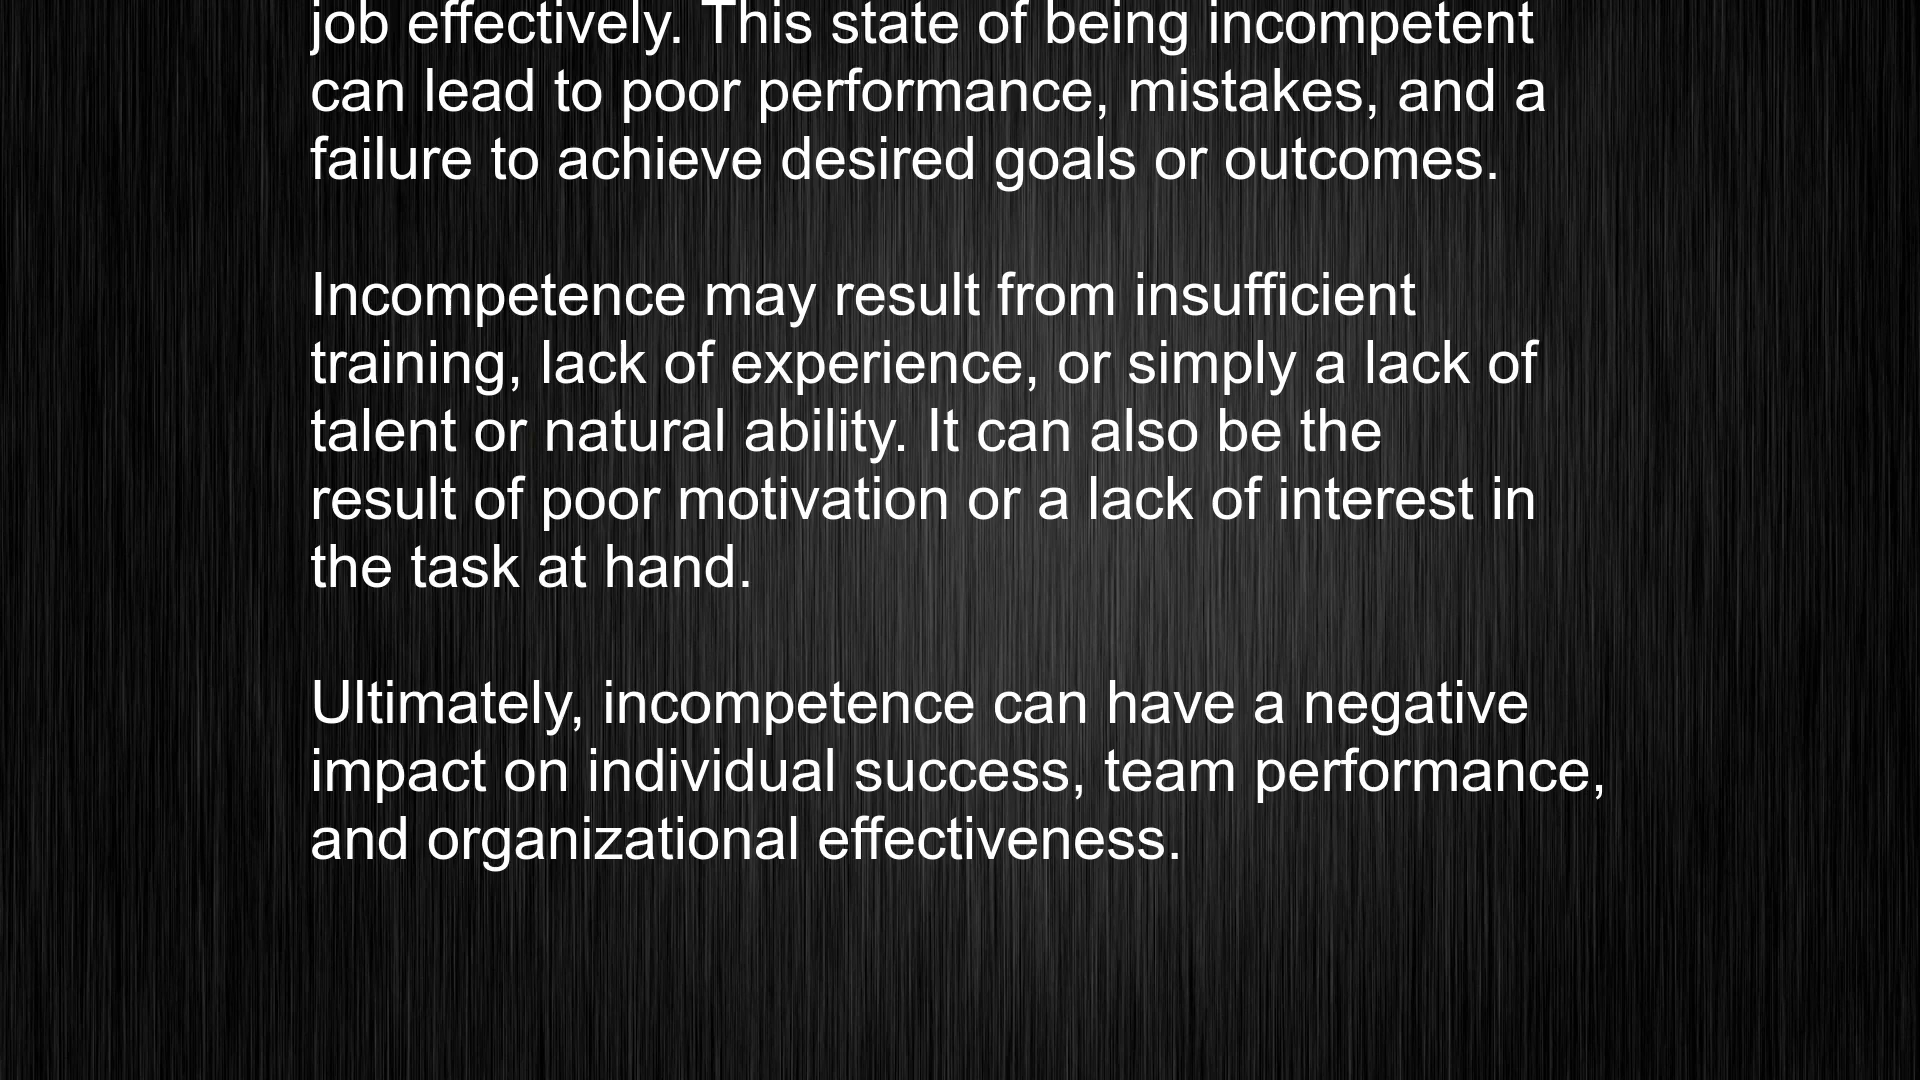 job effectively. This state of being incompetent
can lead to poor performance, mistakes, and a
failure to achieve desired goals or outcomes.
Incompetence may result from insufficient
training, lack of experience, or simply a lack of
talent or natural ability. It can also be the
result of poor motivation or a lack of interest in
the task at hand.
Ultimately, incompetence can have a negative
impact on individual success, team performance,
and organizational effectiveness.